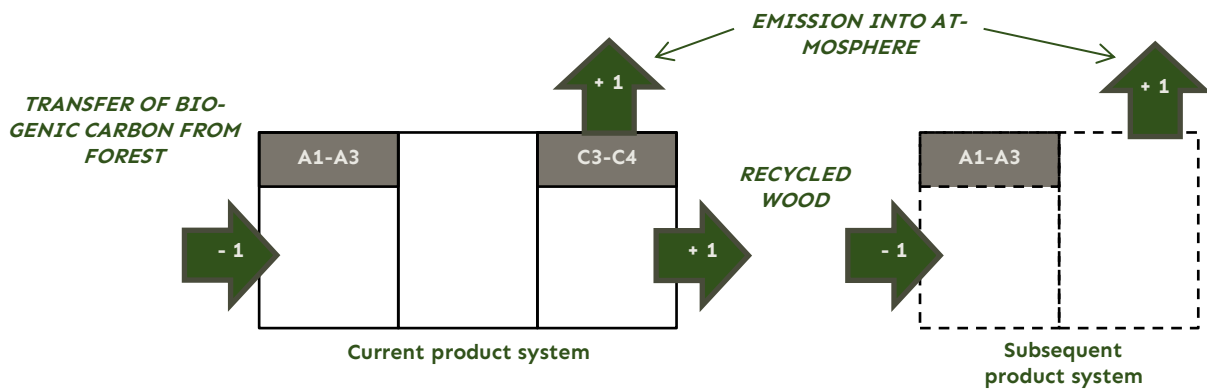 EMISSION INTO AT-
MOSPHERE
+ 1
+ 1
TRANSFER OF BIO-
GENIC CARBON FROM
FOREST
A1-A3
C3-C4
A1-A3
RECYCLED
WOOD
- 1
+ 1
- 1
Current product system
Subsequent
product system